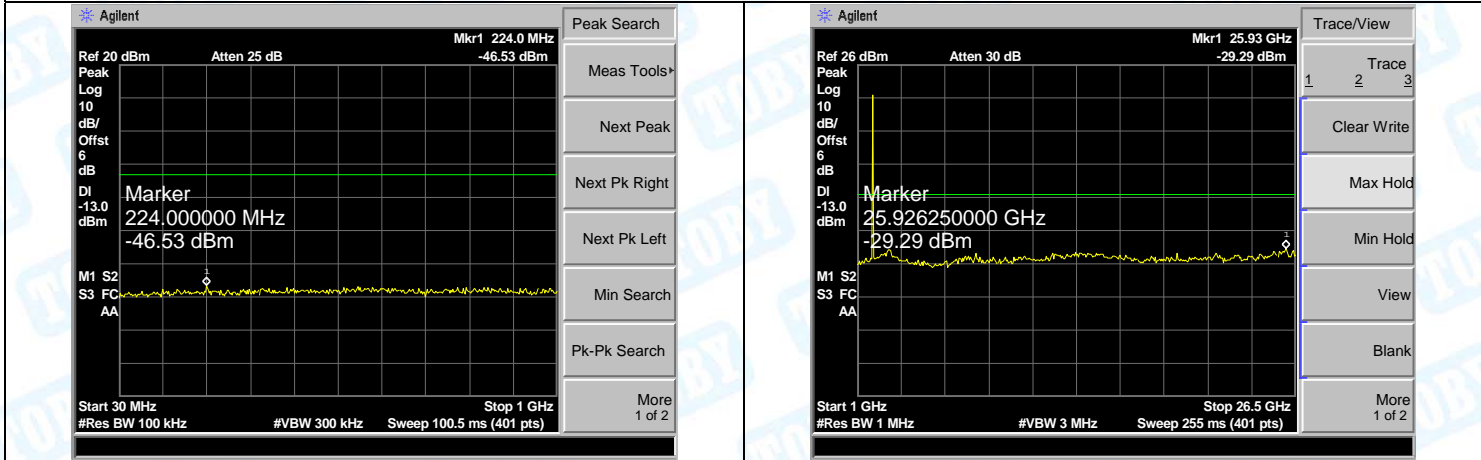 Agilent
Peak Search
Mkr1 224.0 MHz
Ref 20 dBm Atten 25 dB -46.53 dBm
Peak
Log
10
dB/
Offst
6
dB
DI
-13.0
dBm
Marker
224.000000 MHz
-46.53 dBm
1
M1 S2
S3 FC
AA
Start 30 MHz Stop 1 GHz
#Res BW 100 kHz #VBW 300 kHz Sweep 100.5 ms (401 pts)
Meas Tools
Next Peak
Next Pk Right
Next Pk Left
Min Search
Pk-Pk Search
More
1 of 2
Agilent
Trace/View
Mkr1 25.93 GHz
Ref 26 dBm Atten 30 dB -29.29 dBm
Peak
Log
10
dB/
Offst
6
dB
DI
-13.0
dBm
Marker
25.926250000 GHz
-29.29 dBm
1
M1 S2
S3 FC
AA
Start 1 GHz Stop 26.5 GHz
#Res BW 1 MHz #VBW 3 MHz Sweep 255 ms (401 pts)
Trace
1 2 3
Clear Write
Max Hold
Min Hold
View
Blank
More
1 of 2
TOBY